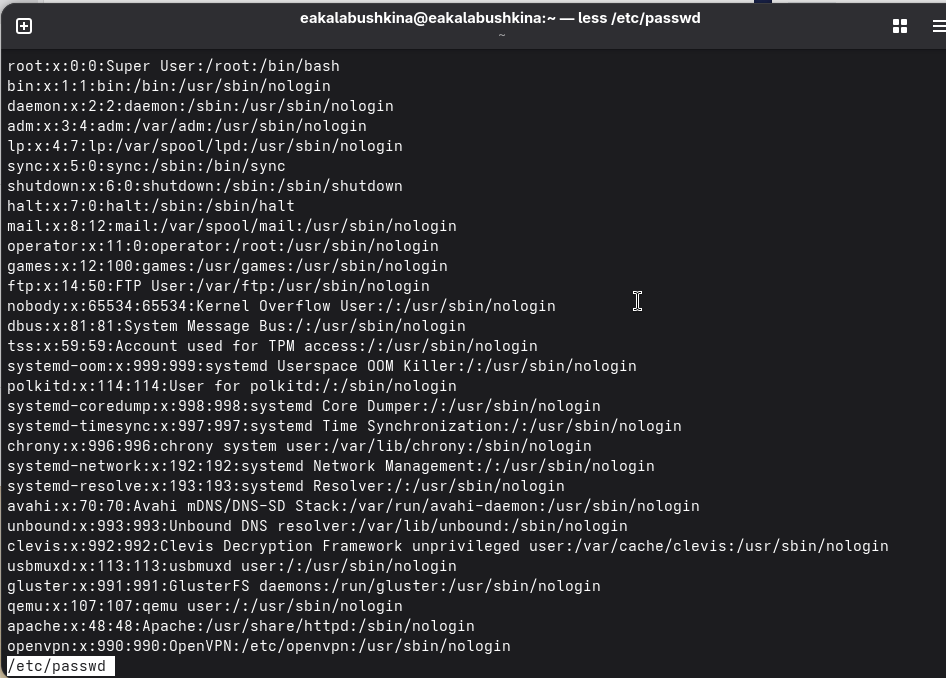 eakalabushkina@eakalabushkina:~ — less /etc/passwd
~
root:x:0:0:Super User:/root:/bin/bash
bin:x:1:1:bin:/bin:/usr/sbin/nologin
daemon:x:2:2:daemon:/sbin:/usr/sbin/nologin
adm:x:3:4:adm:/var/adm:/usr/sbin/nologin
lp:x:4:7:lp:/var/spool/lpd:/usr/sbin/nologin
sync:x:5:0:sync:/sbin:/bin/sync
shutdown:x:6:0:shutdown:/sbin:/sbin/shutdown
halt:x:7:0:halt:/sbin:/sbin/halt
mail:x:8:12:mail:/var/spool/mail:/usr/sbin/nologin
operator:x:11:0:operator:/root:/usr/sbin/nologin
games:x:12:100:games:/usr/games:/usr/sbin/nologin
ftp:x:14:50:FTP User:/var/ftp:/usr/sbin/nologin
nobody:x:65534:65534:Kernel Overflow User:/:/usr/sbin/nologin
dbus:x:81:81:System Message Bus:/:/usr/sbin/nologin
tss:x:59:59:Account used for TPM access:/:/usr/sbin/nologin
systemd-oom:x:999:999:systemd Userspace OOM Killer:/:/usr/sbin/nologin
polkitd:x:114:114:User for polkitd:/:/sbin/nologin
systemd-coredump:x:998:998:systemd Core Dumper:/:/usr/sbin/nologin
systemd-timesync:x:997:997:systemd Time Synchronization:/:/usr/sbin/nologin
chrony:x:996:996:chrony system user:/var/lib/chrony:/sbin/nologin
systemd-network:x:192:192:systemd Network Management:/:/usr/sbin/nologin
systemd-resolve:x:193:193:systemd Resolver:/:/usr/sbin/nologin
avahi:x:70:70:Avahi mDNS/DNS-SD Stack:/var/run/avahi-daemon:/usr/sbin/nologin
unbound:x:993:993:Unbound DNS resolver:/var/lib/unbound:/sbin/nologin
clevis:x:992:992:Clevis Decryption Framework unprivileged user:/var/cache/clevis:/usr/sbin/nologin
usbmuxd:x:113:113:usbmuxd user:/:/usr/sbin/nologin
gluster:x:991:991:GlusterFS daemons:/run/gluster:/usr/sbin/nologin
qemu:x:107:107:qemu user:/:/usr/sbin/nologin
apache:x:48:48:Apache:/usr/share/httpd:/sbin/nologin
openvpn:x:990:990:OpenVPN:/etc/openvpn:/usr/sbin/nologin
/etc/passwd